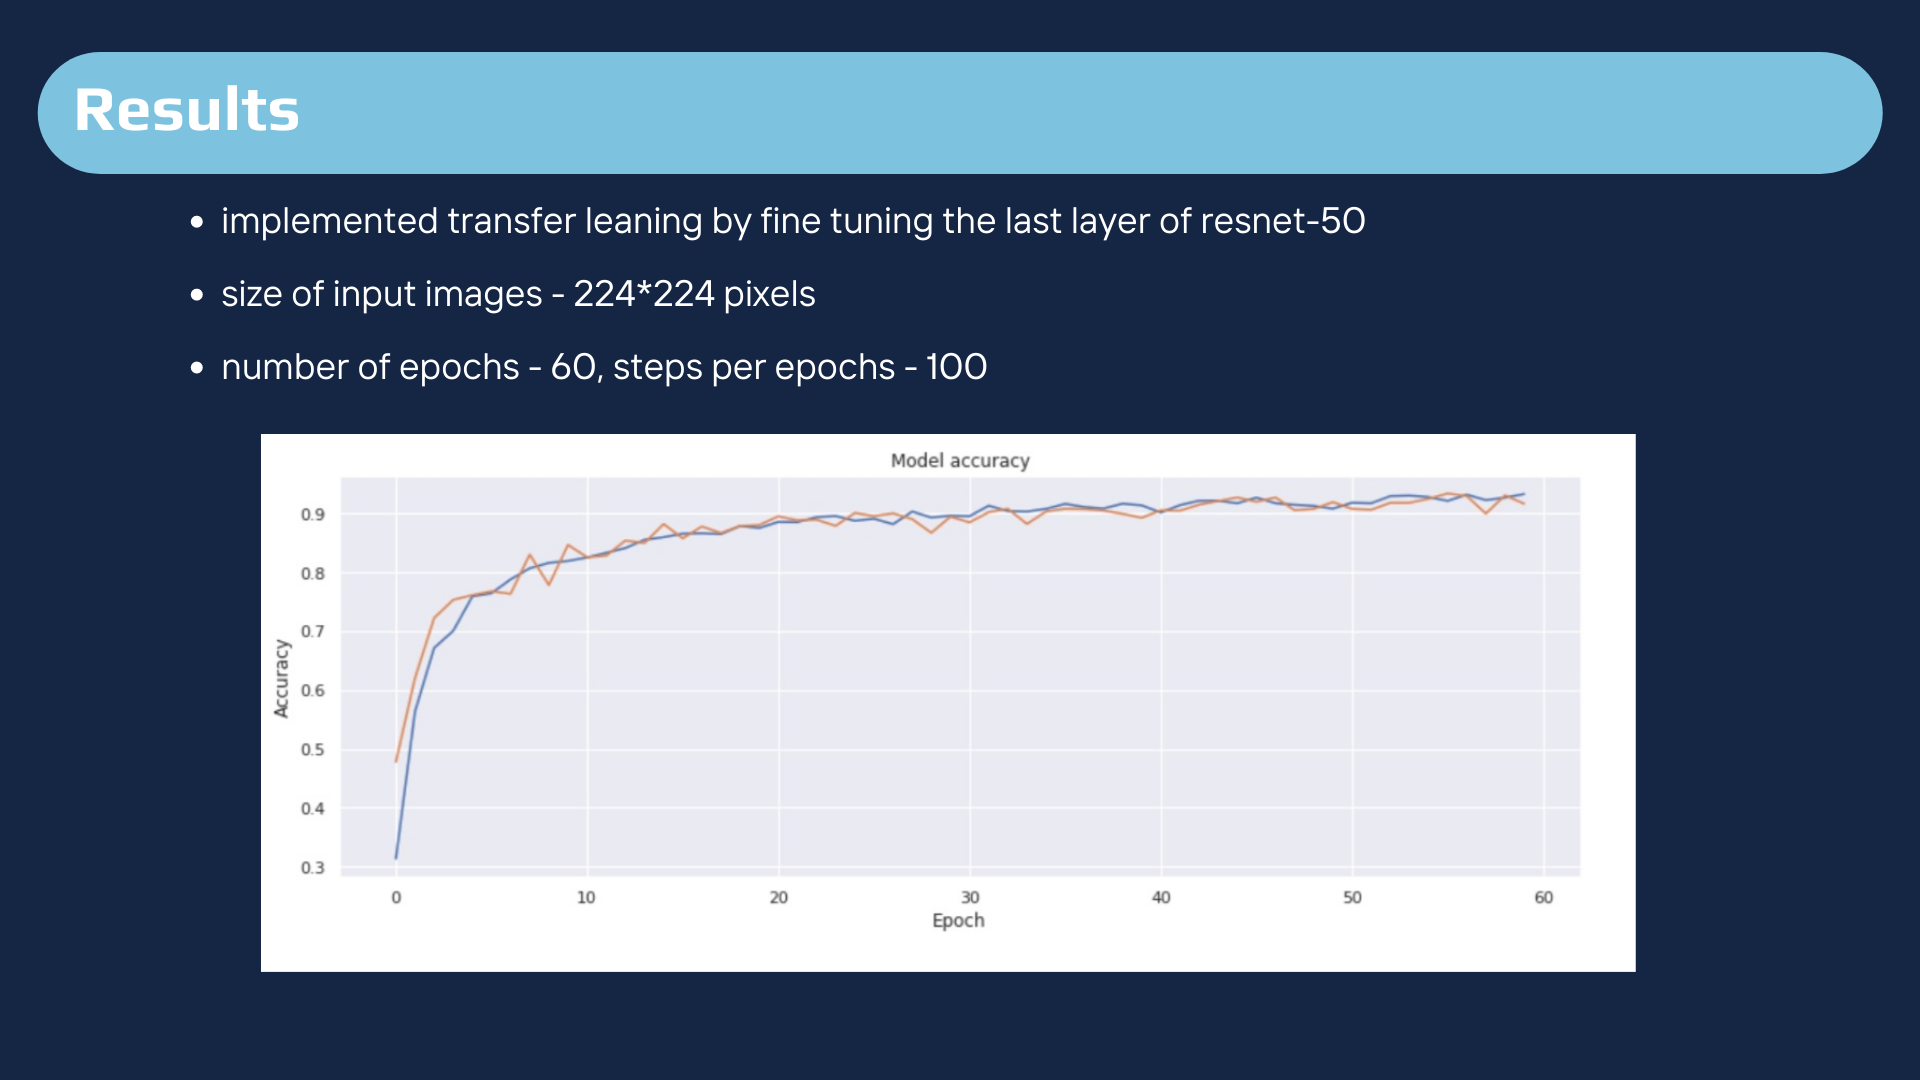 Results
• implemented transfer leaning by fine tuning the last layer of resnet-50
• size of input images - 224*224 pixels
• number of epochs - 60, steps per epochs - 100
Model accuracy
0.9
0.8
0.7
0.6
0.5
0.4
0.3
Accuracy
0 10 20 30 40 50 60
Epoch